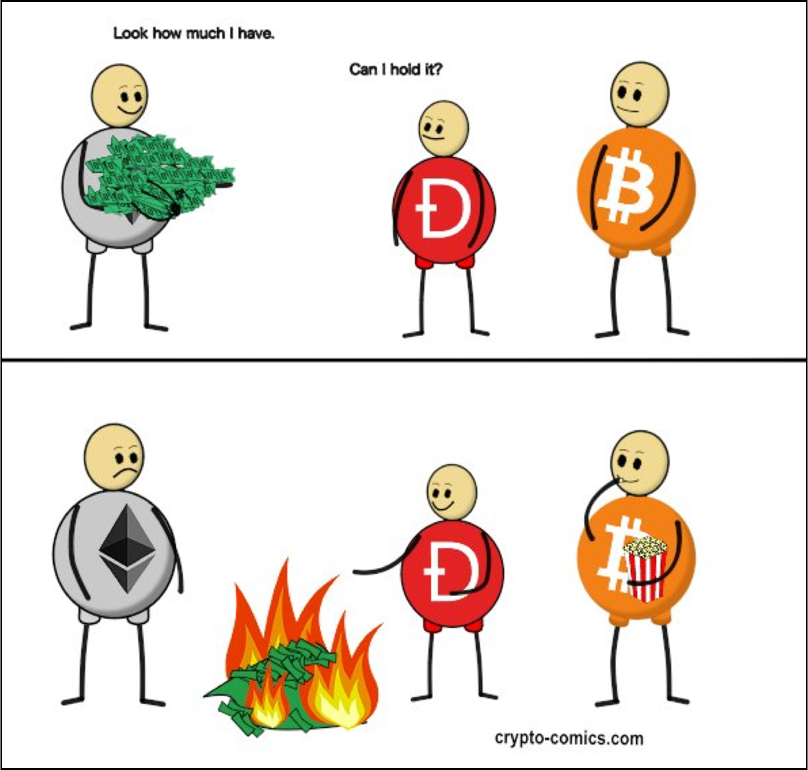 Look how much I have.
Can I hold it?
Đ
₿
Đ
₿
crypto-comics.com